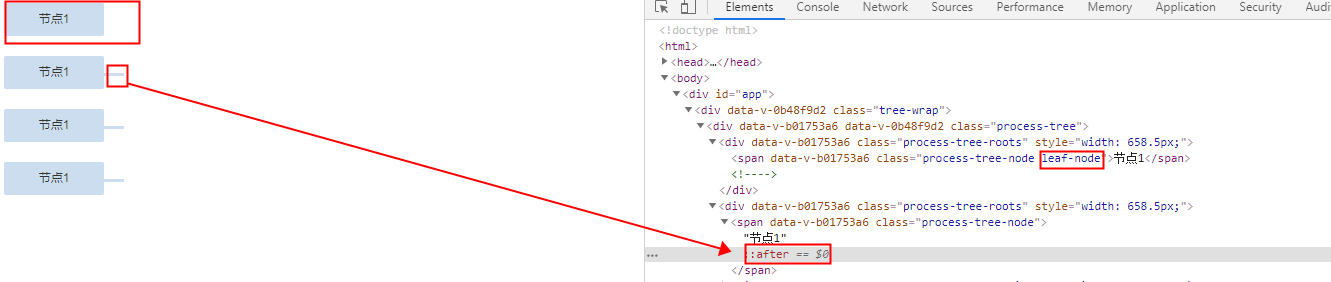 节点1
节点1
节点1
节点1
Elements Console Network Sources Performance Memory Application Security Audi
<!doctype html>
<html>
<head>…</head>
<body>
<div id="app">
<div data-v-0b48f9d2 class="tree-wrap">
<div data-v-b01753a6 data-v-0b48f9d2 class="process-tree">
<div data-v-b01753a6 class="process-tree-roots" style="width: 658.5px;">
<span data-v-b01753a6 class="process-tree-node leaf-node">节点1</span>
<!---->
</div>
<div data-v-b01753a6 class="process-tree-roots" style="width: 658.5px;">
<span data-v-b01753a6 class="process-tree-node">
"节点1"
… ::after == $0
</span>